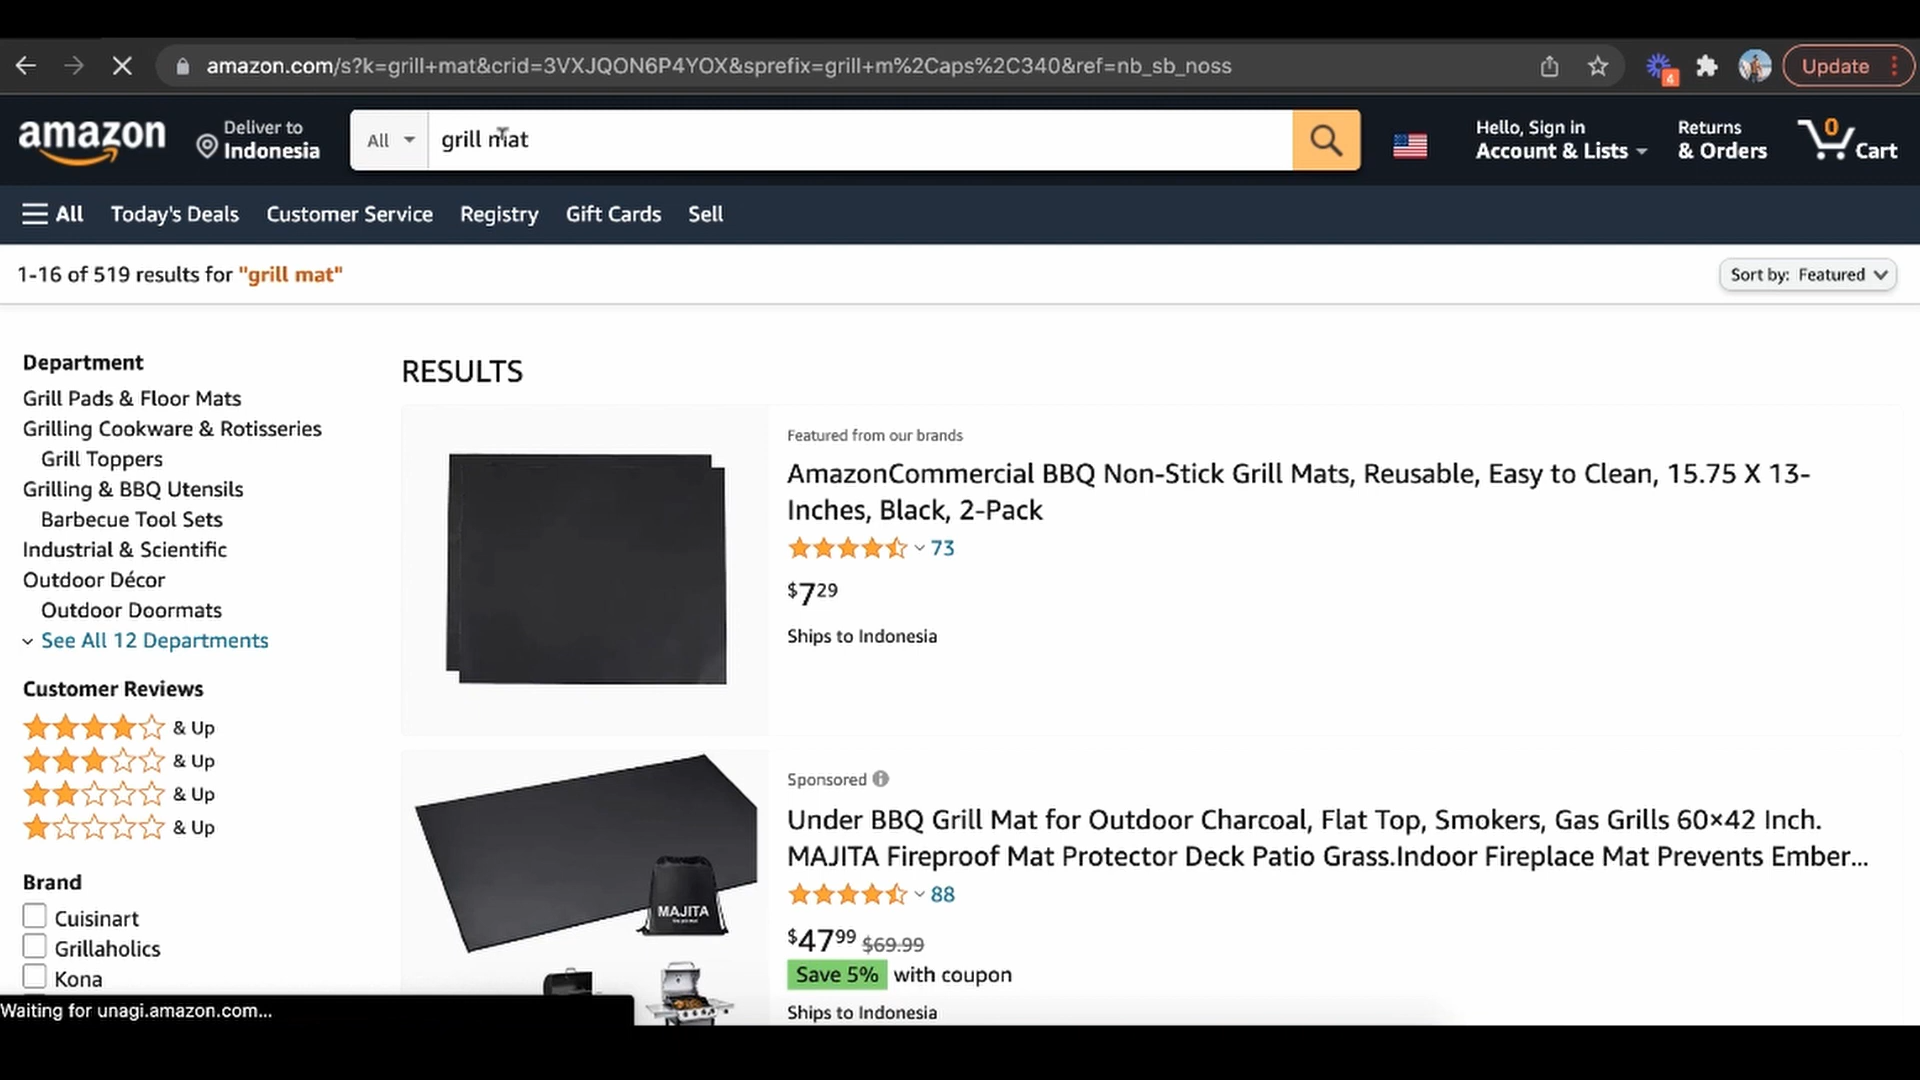 amazon.com/s?k=grill+mat&crid=3VXJQON6P4YOX&sprefix=grill+m%2Caps%2C340&ref=nb_sb_noss
4
Update
amazon
Deliver to
Indonesia
All
grill mat
Hello, Sign in
Account & Lists
Returns
& Orders
0
Cart
All
Today's Deals
Customer Service
Registry
Gift Cards
Sell
1-16 of 519 results for "grill mat"
Sort by: Featured
Department
Grill Pads & Floor Mats
Grilling Cookware & Rotisseries
Grill Toppers
Grilling & BBQ Utensils
Barbecue Tool Sets
Industrial & Scientific
Outdoor Décor
Outdoor Doormats
See All 12 Departments
Customer Reviews
& Up
& Up
& Up
& Up
Brand
Cuisinart
Grillaholics
Kona
RESULTS
Featured from our brands
AmazonCommercial BBQ Non-Stick Grill Mats, Reusable, Easy to Clean, 15.75 X 13-
Inches, Black, 2-Pack
73
$729
Ships to Indonesia
MAJITA
Sponsored
Under BBQ Grill Mat for Outdoor Charcoal, Flat Top, Smokers, Gas Grills 60×42 Inch.
MAJITA Fireproof Mat Protector Deck Patio Grass.Indoor Fireplace Mat Prevents Ember...
88
$4799 $69.99
Save 5% with coupon
Ships to Indonesia
Waiting for unagi.amazon.com...